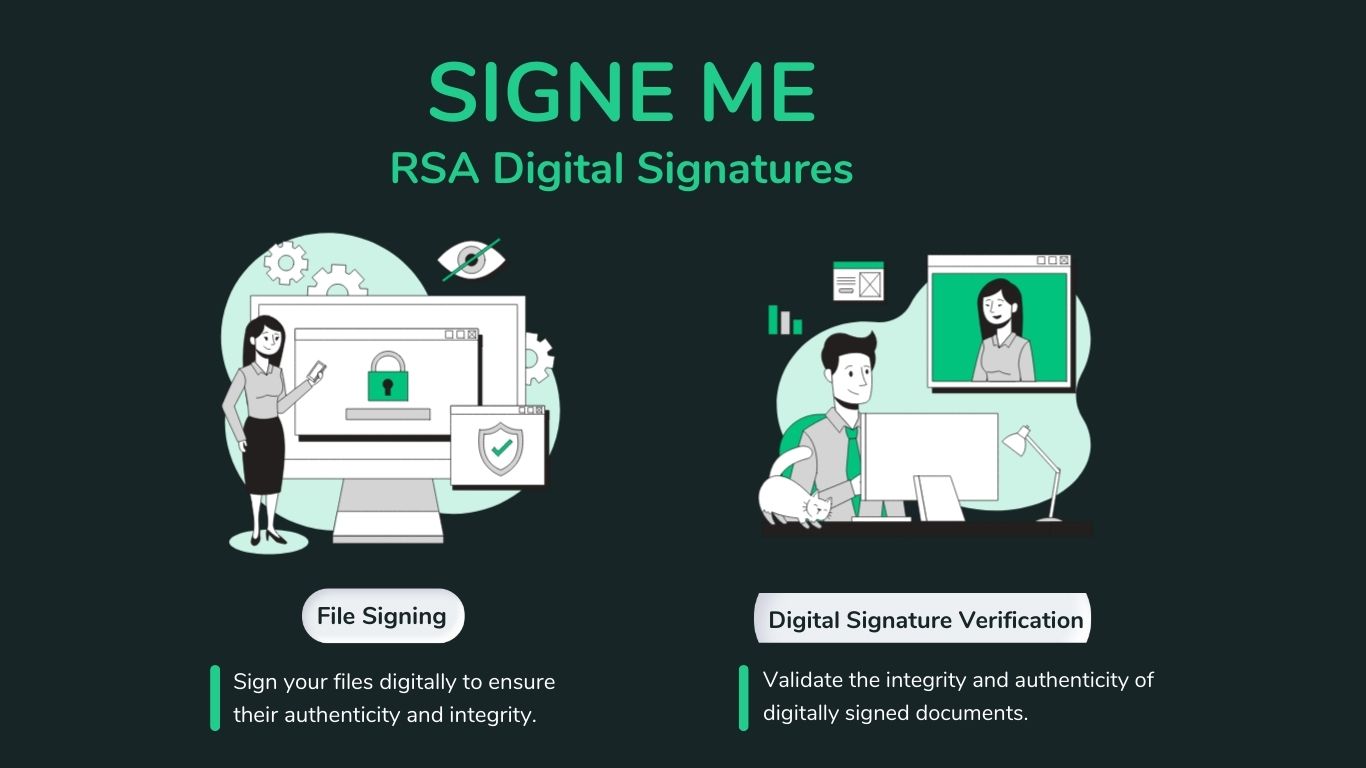 SIGNE ME
RSA Digital Signatures
File Signing
Sign your files digitally to ensure
their authenticity and integrity.
Digital Signature Verification
Validate the integrity and authenticity of
digitally signed documents.